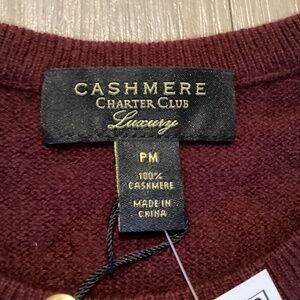 CASHMERE
CHARTER CLUB
Luxury
PM
100%
CASHMERE
MADE IN
CHINA